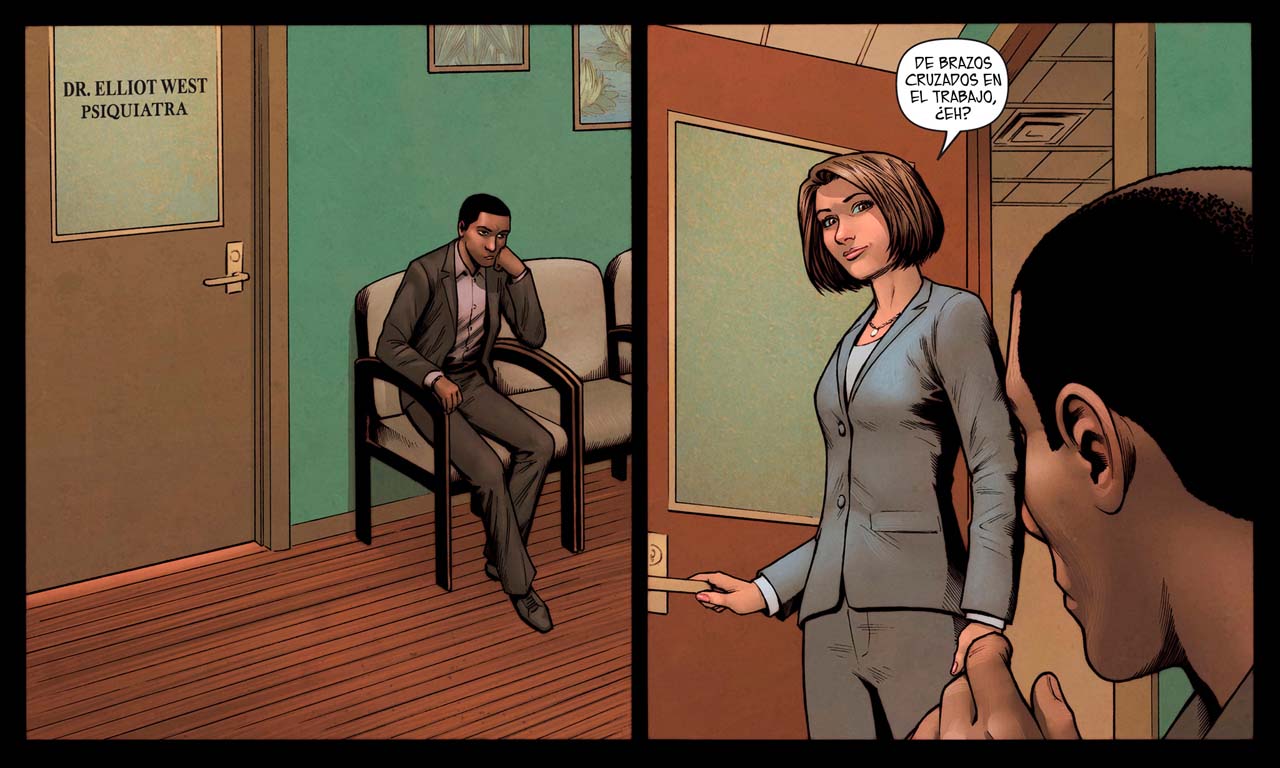 DR. ELLIOT WEST
PSIQUIATRA
DE BRAZOS
CRUZADOS EN
EL TRABAJO,
¿EH?